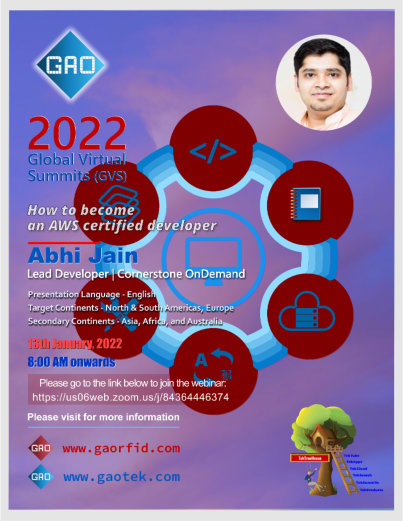 GAO
2022
Global Virtual
Summits (GVS)
</>
How to become
an AWS certified developer
Abhi Jain
Lead Developer | Cornerstone OnDemand
Presentation Language - English
Target Continents - North & South Americas, Europe
Secondary Continents - Asia, Africa, and Australia
18th January, 2022
8:00 AM onwards
A
Please go to the link below to join the webinar:
https://us06web.zoom.us/j/84364446374
Please visit for more information
GAO www.gaorfid.com
GAO www.gaotek.com
TekTreeHouse